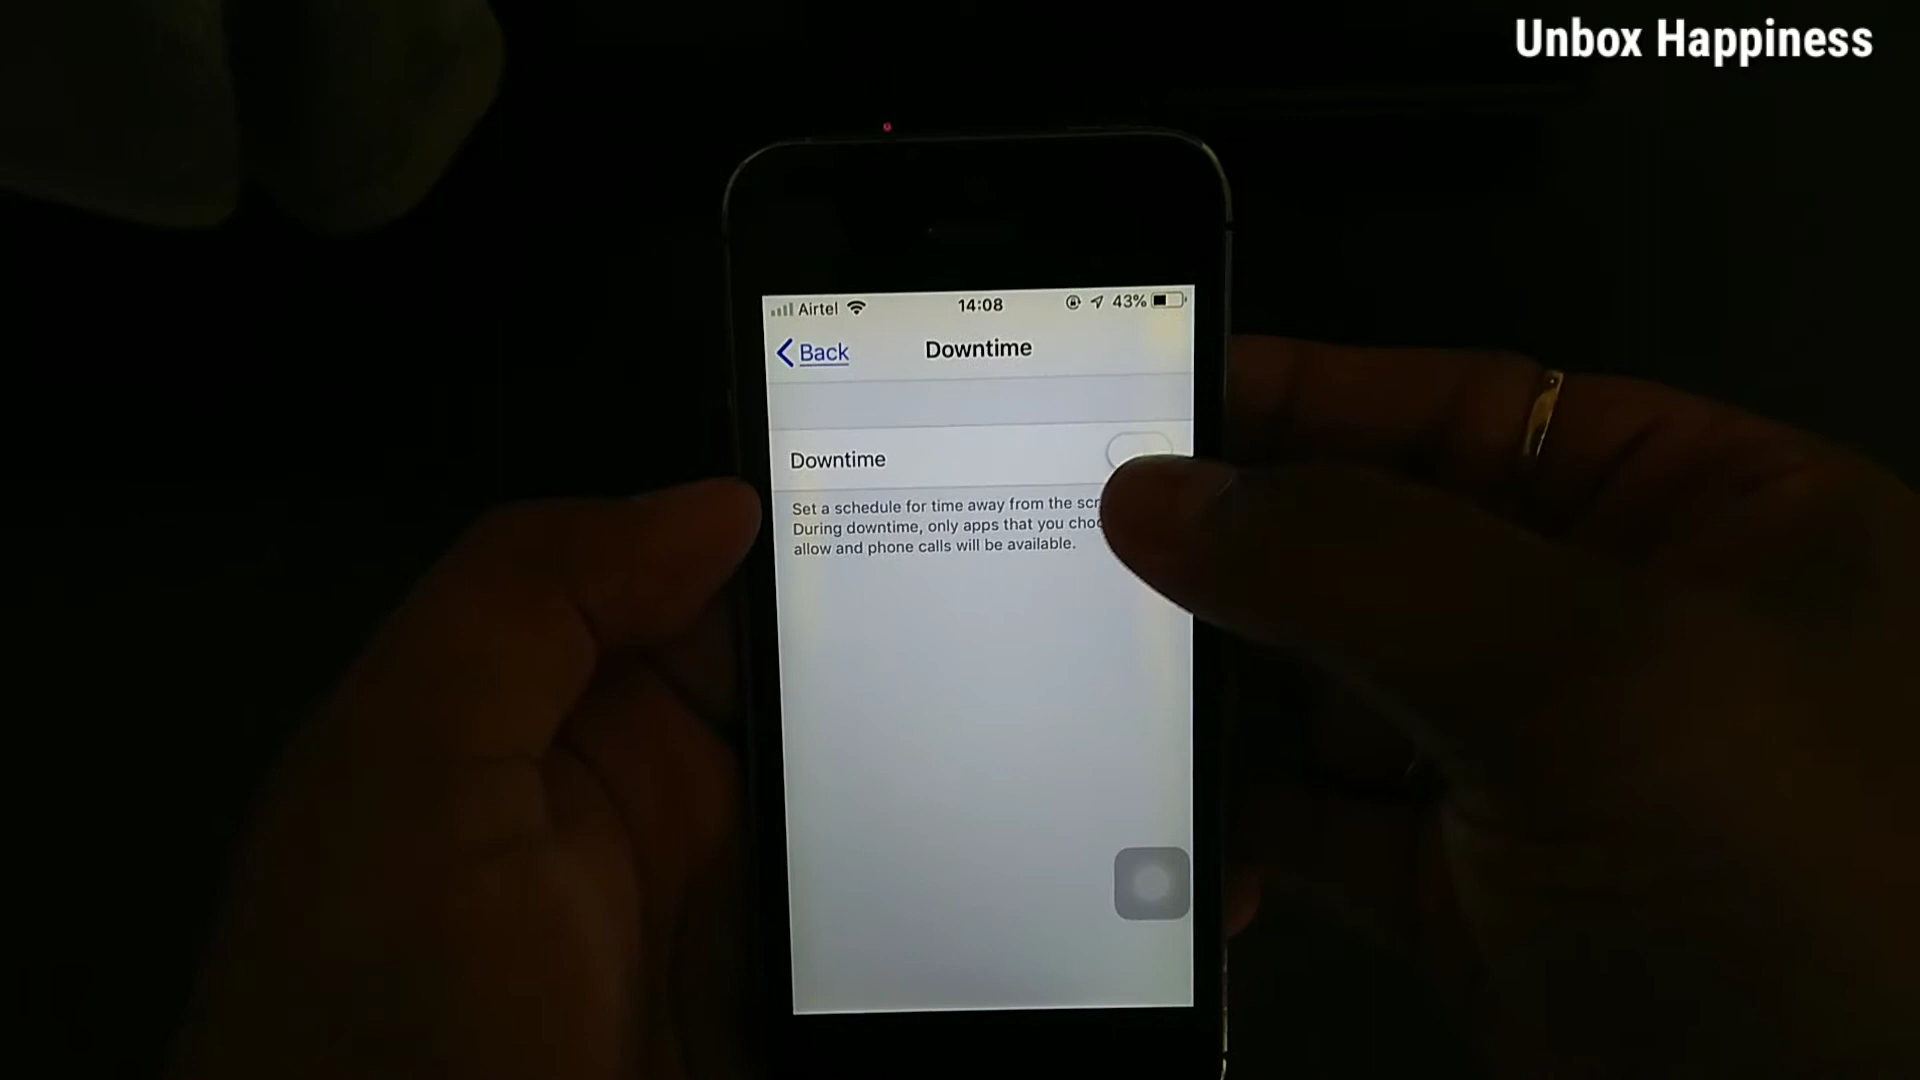 Unbox Happiness
Airtel 14:08 43%
Back Downtime
Downtime
Set a schedule for time away from the scr
During downtime, only apps that you choo
allow and phone calls will be available.